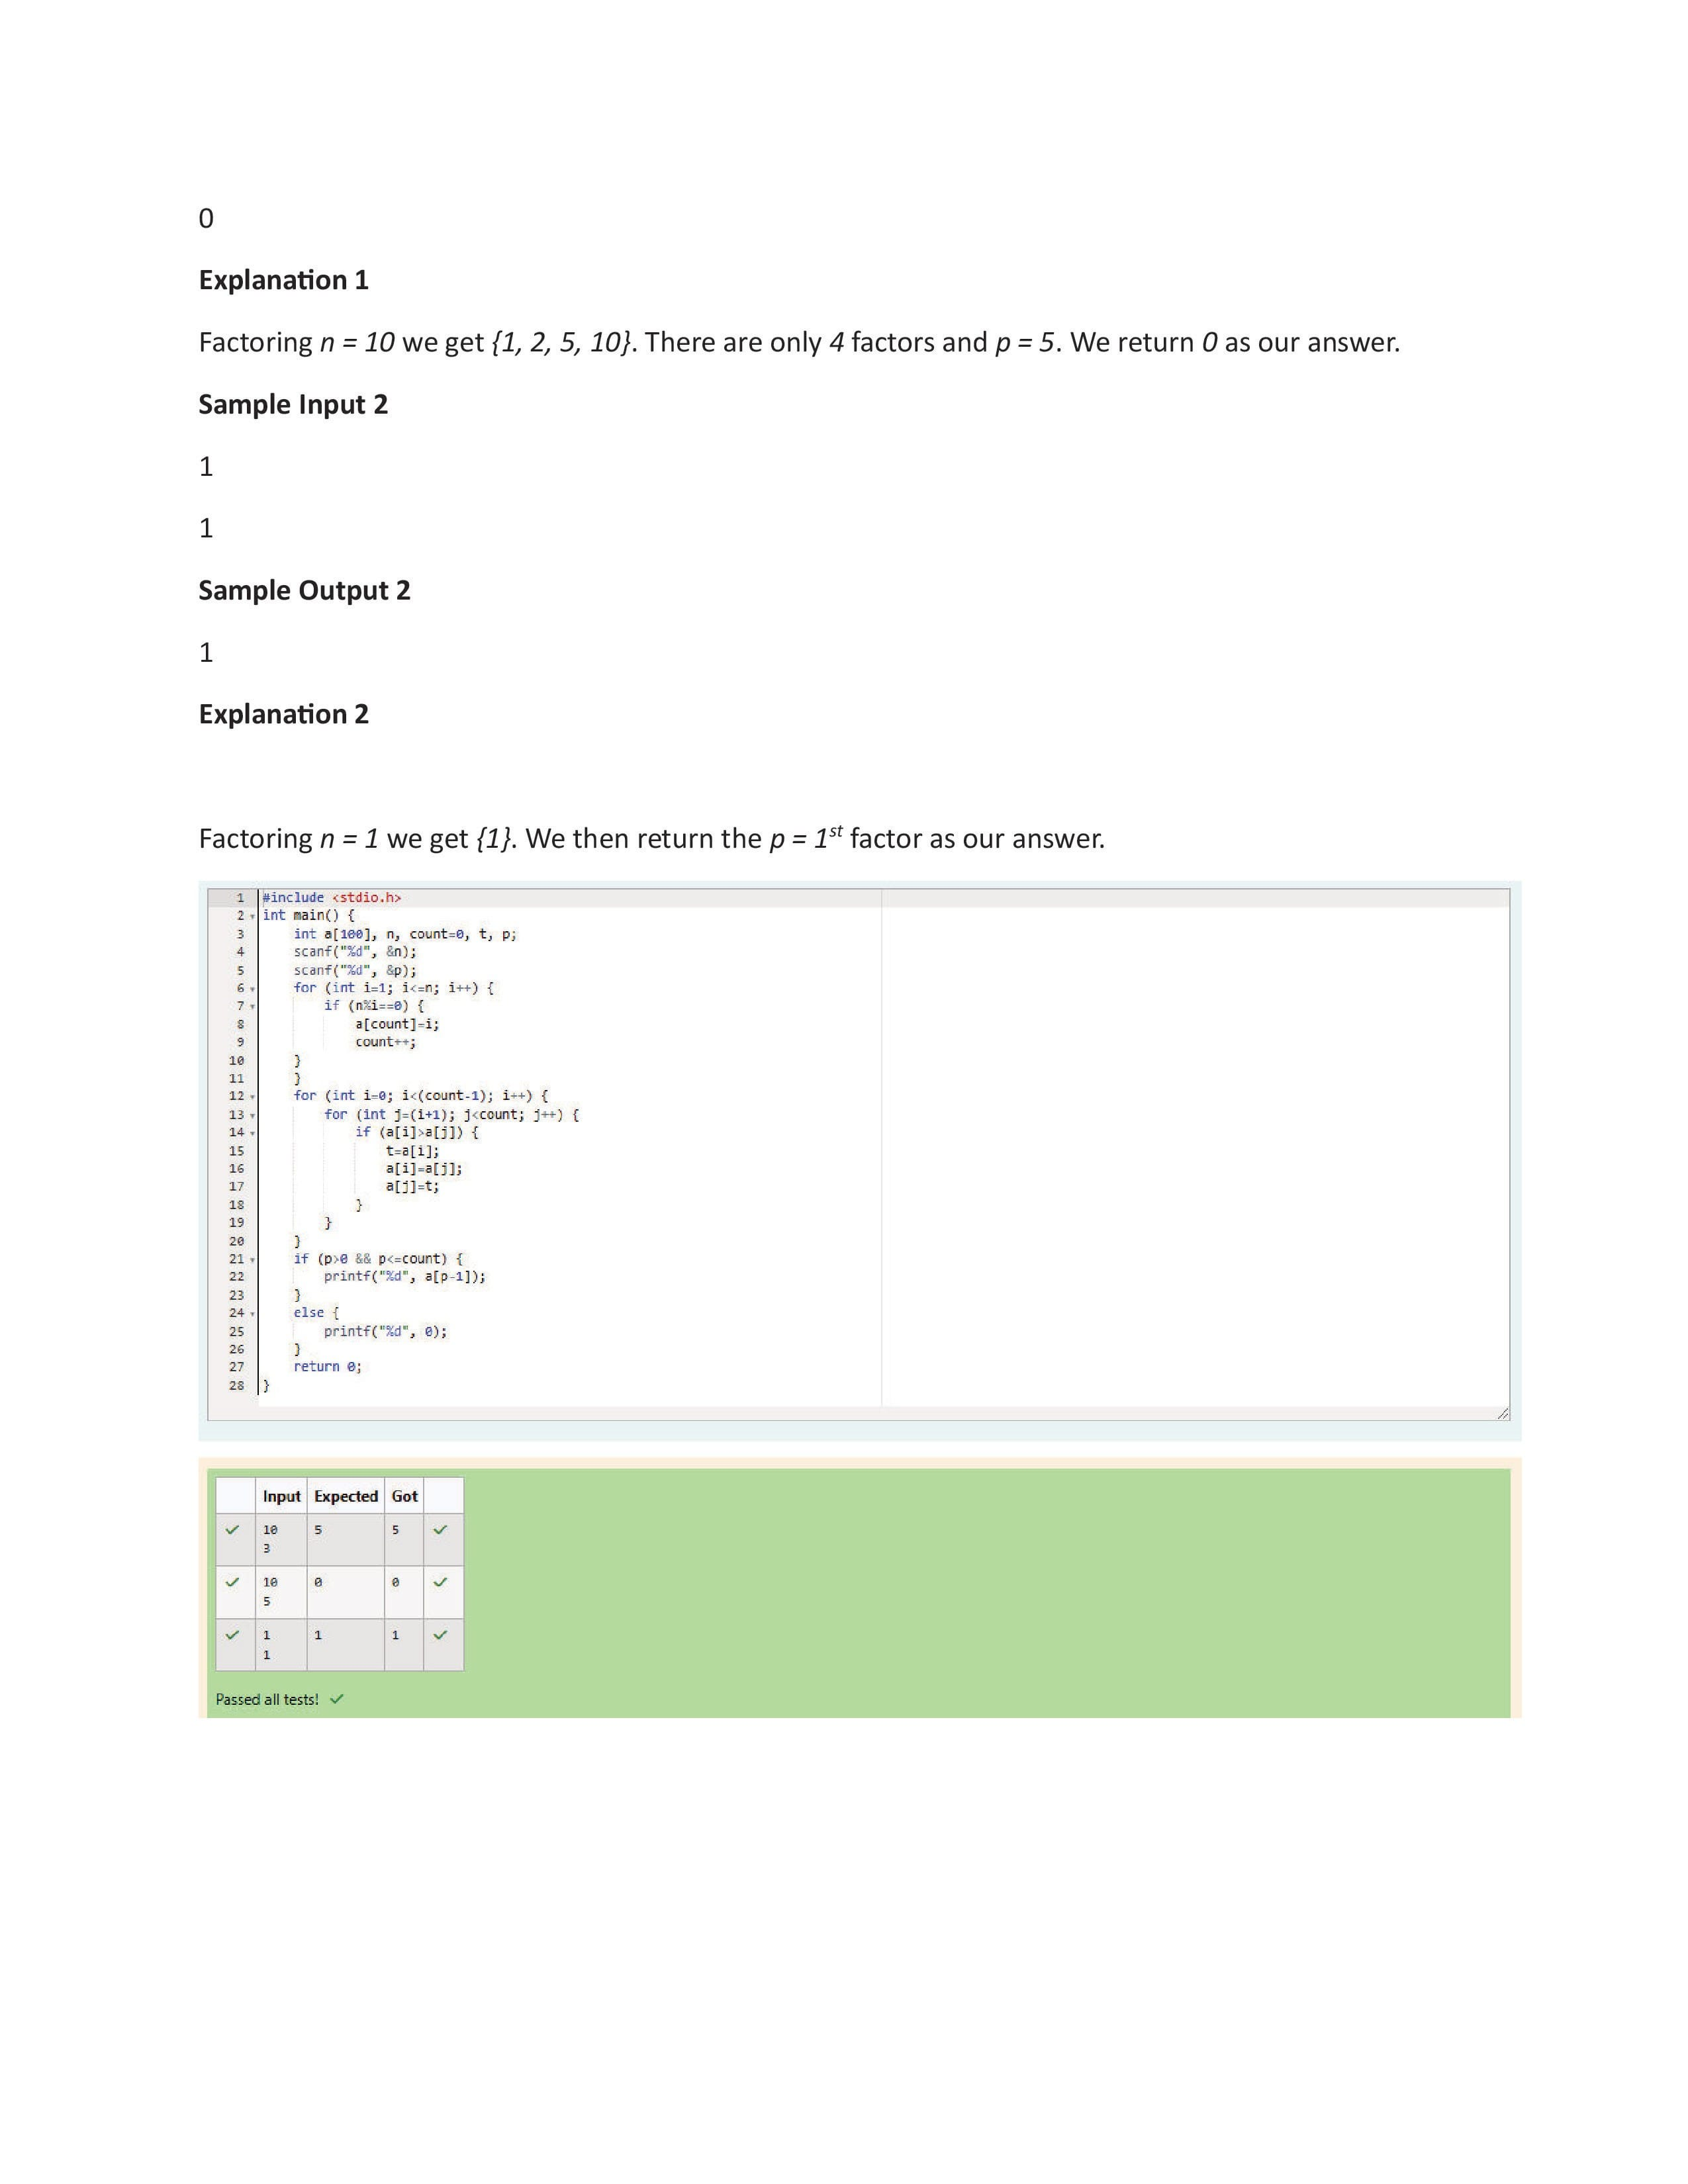 0
Explanation 1
Factoring n = 10 we get {1, 2, 5, 10}. There are only 4 factors and p = 5. We return 0 as our answer.
Sample Input 2
1
1
Sample Output 2
1
Explanation 2
Factoring n = 1 we get {1}. We then return the p = 1st factor as our answer.
1 #include <stdio.h>
2 int main() {
3     int a[100], n, count=0, t, p;
4     scanf("%d", &n);
5     scanf("%d", &p);
6     for (int i=1; i<=n; i++) {
7         if (n%i==0) {
8             a[count]=i;
9             count++;
10     }
11     }
12     for (int i=0; i<(count-1); i++) {
13         for (int j=(i+1); j<count; j++) {
14             if (a[i]>a[j]) {
15                 t=a[i];
16                 a[i]=a[j];
17                 a[j]=t;
18             }
19         }
20     }
21     if (p>0 && p<=count) {
22         printf("%d", a[p-1]);
23     }
24     else {
25         printf("%d", 0);
26     }
27     return 0;
28 }
Input Expected Got
✓ 10 5 5 ✓
3
✓ 10 0 0 ✓
5
✓ 1 1 1 ✓
1
Passed all tests! ✓